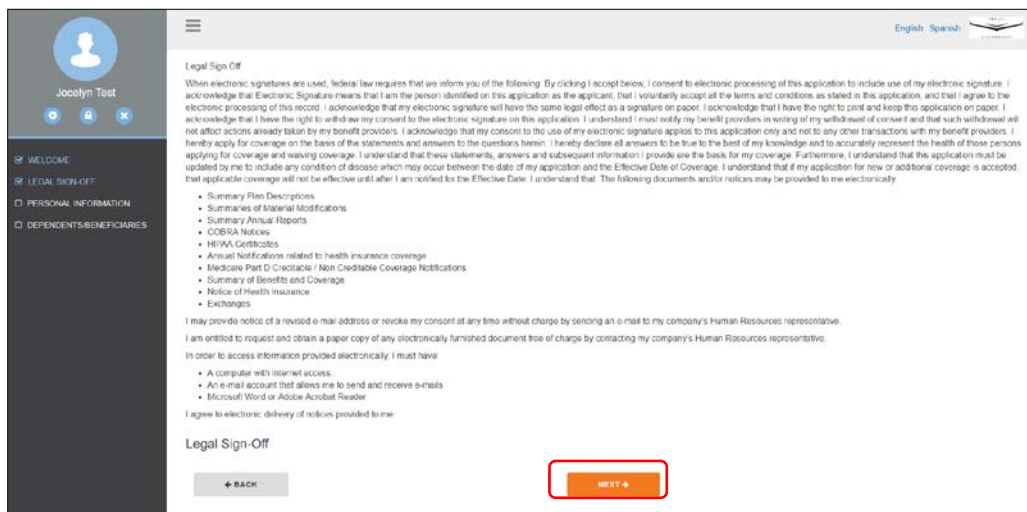 English Spanish
Jocelyn Test
WELCOME
LEGAL SIGN-OFF
PERSONAL INFORMATION
DEPENDENTS/BENEFICIARIES
Legal Sign Off
When electronic signatures are used, federal law requires that we inform you of the following: By clicking I accept below, I consent to electronic processing of this application to include use of my electronic signature. I
acknowledge that Electronic Signature means that I am the person identified on this application as the applicant, that I voluntarily accept all the terms and conditions as stated in this application, and that I agree to the
electronic processing of this record. I acknowledge that my electronic signature will have the same legal effect as a signature on paper. I acknowledge that I have the right to print and keep this application on paper. I
acknowledge that I have the right to withdraw my consent to the electronic signature on this application. I understand I must notify my benefit providers in writing of my withdrawal of consent and that such withdrawal will
not affect actions already taken by my benefit providers. I acknowledge that my consent to the use of my electronic signature applies to this application only and not to any other transactions with my benefit providers. I
hereby apply for coverage on the basis of the statements and answers to the questions herein. I hereby declare all answers to be true to the best of my knowledge and to accurately represent the health of those persons
applying for coverage and waiving coverage. I understand that these statements, answers and subsequent information I provide are the basis for my coverage. Furthermore, I understand that this application must be
updated by me to include any condition of disease which may occur between the date of my application and the Effective Date of Coverage. I understand that if my application for new or additional coverage is accepted,
that applicable coverage will not be effective until after I am notified for the Effective Date. I understand that. The following documents and/or notices may be provided to me electronically
• Summary Plan Descriptions
• Summaries of Material Modifications
• Summary Annual Reports
• COBRA Notices
• HIPAA Certificates
• Annual Notifications related to health insurance coverage
• Medicare Part D Creditable / Non Creditable Coverage Notifications
• Summary of Benefits and Coverage
• Notice of Health Insurance
• Exchanges
I may provide notice of a revised e-mail address or revoke my consent at any time without charge by sending an e-mail to my company's Human Resources representative.
I am entitled to request and obtain a paper copy of any electronically furnished document free of charge by contacting my company's Human Resources representative.
In order to access information provided electronically, I must have:
• A computer with Internet access.
• An e-mail account that allows me to send and receive e-mails
• Microsoft Word or Adobe Acrobat Reader
I agree to electronic delivery of notices provided to me
Legal Sign-Off
← BACK
NEXT →